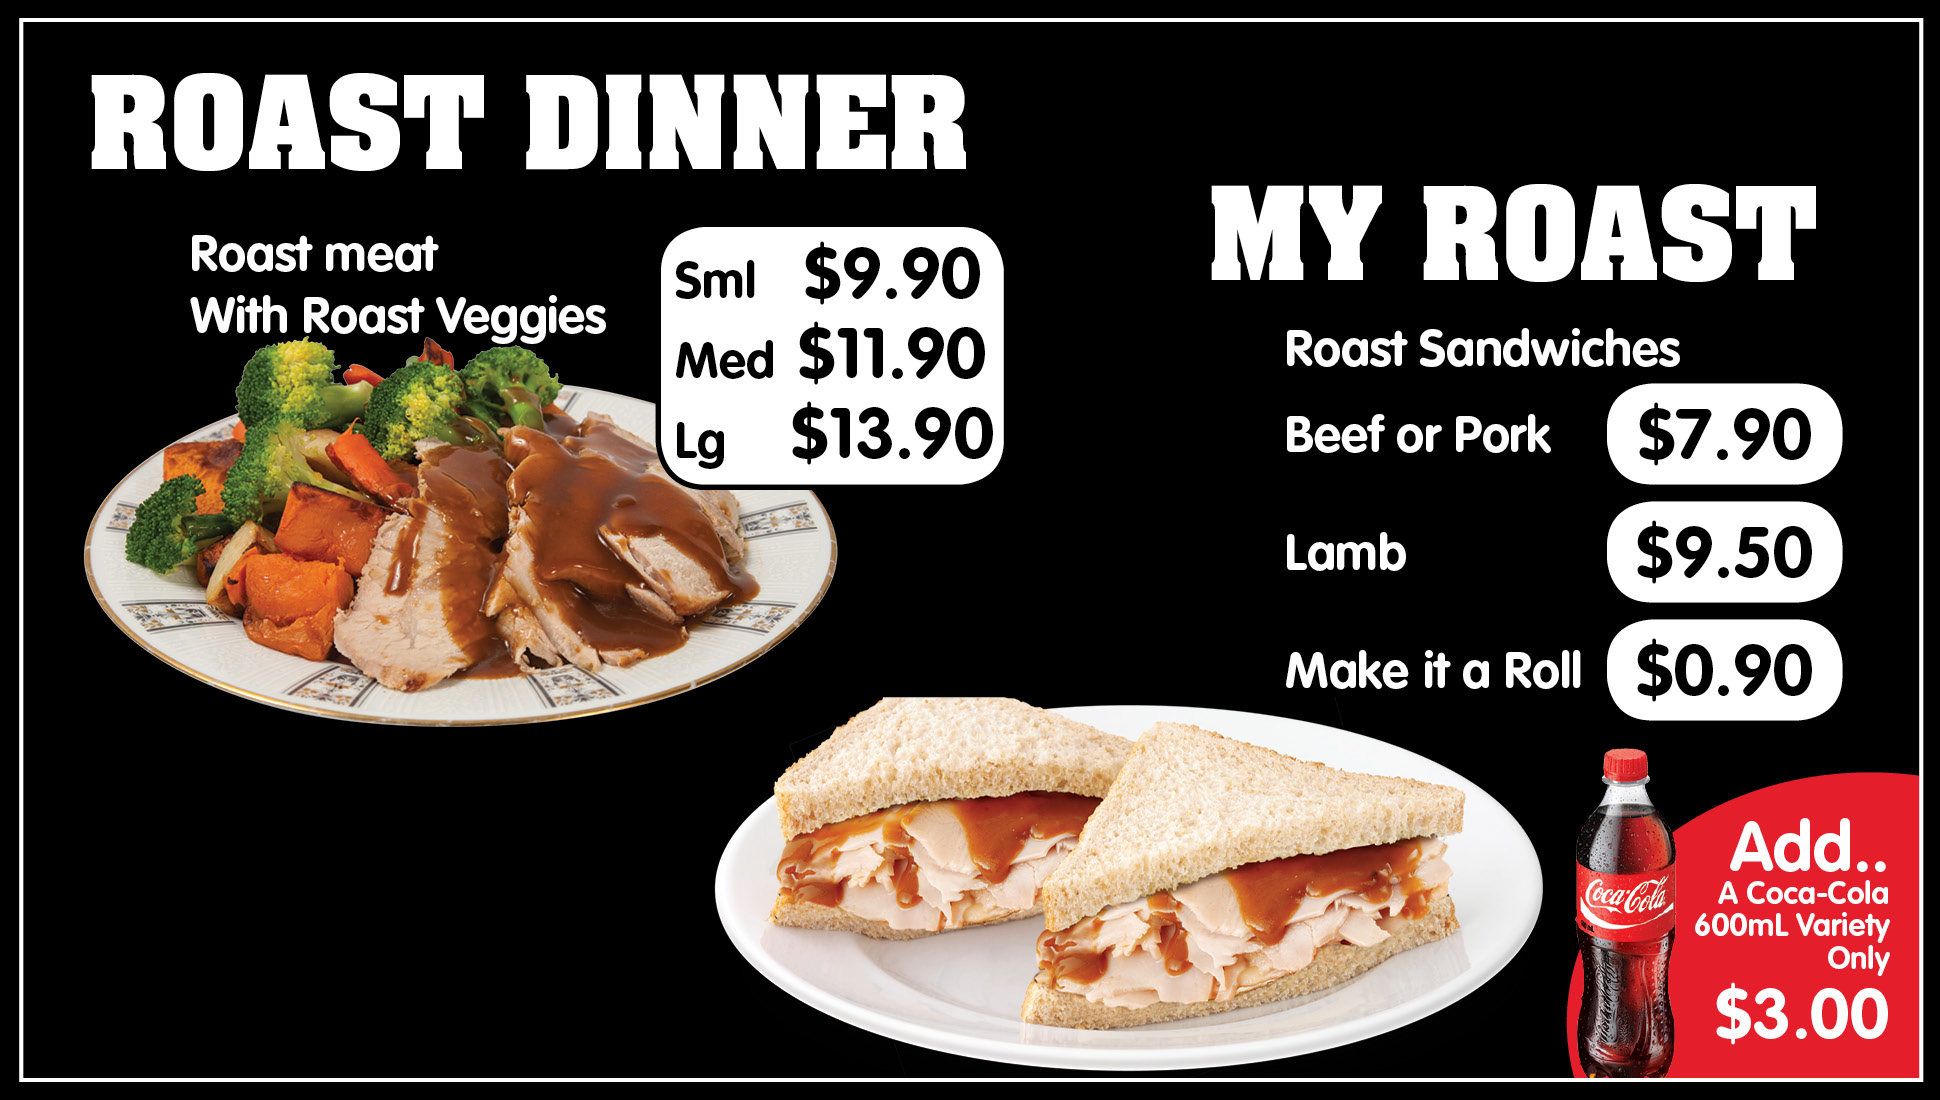 ROAST DINNER
Roast meat
With Roast Veggies
Sml $9.90
Med $11.90
Lg $13.90
MY ROAST
Roast Sandwiches
Beef or Pork $7.90
Lamb $9.50
Make it a Roll $0.90
Coca-Cola
Add..
A Coca-Cola
600mL Variety
Only
$3.00